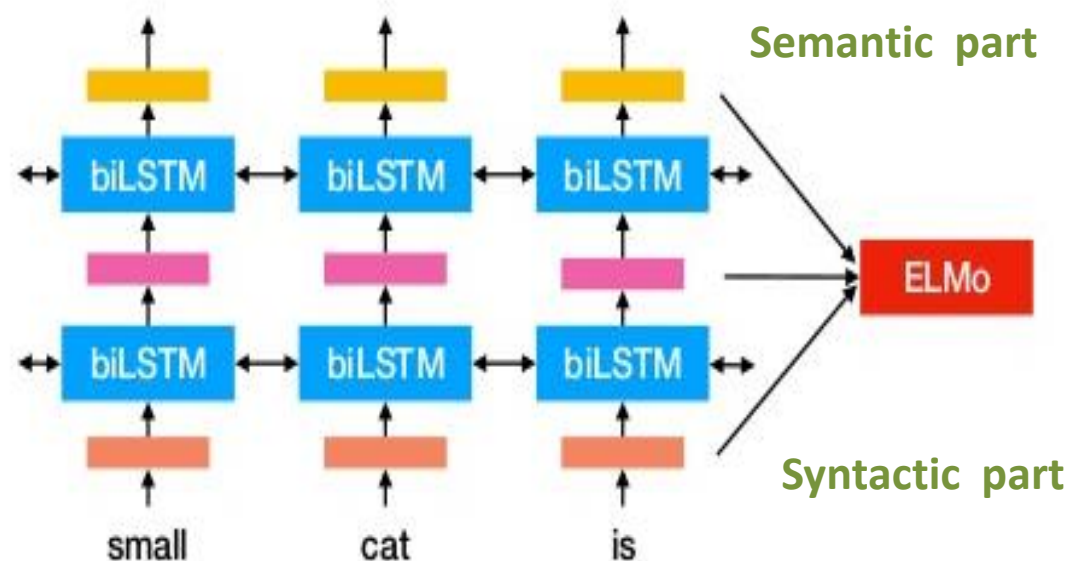 Semantic part
biLSTM biLSTM biLSTM
ELMo
biLSTM biLSTM biLSTM
Syntactic part
small cat is